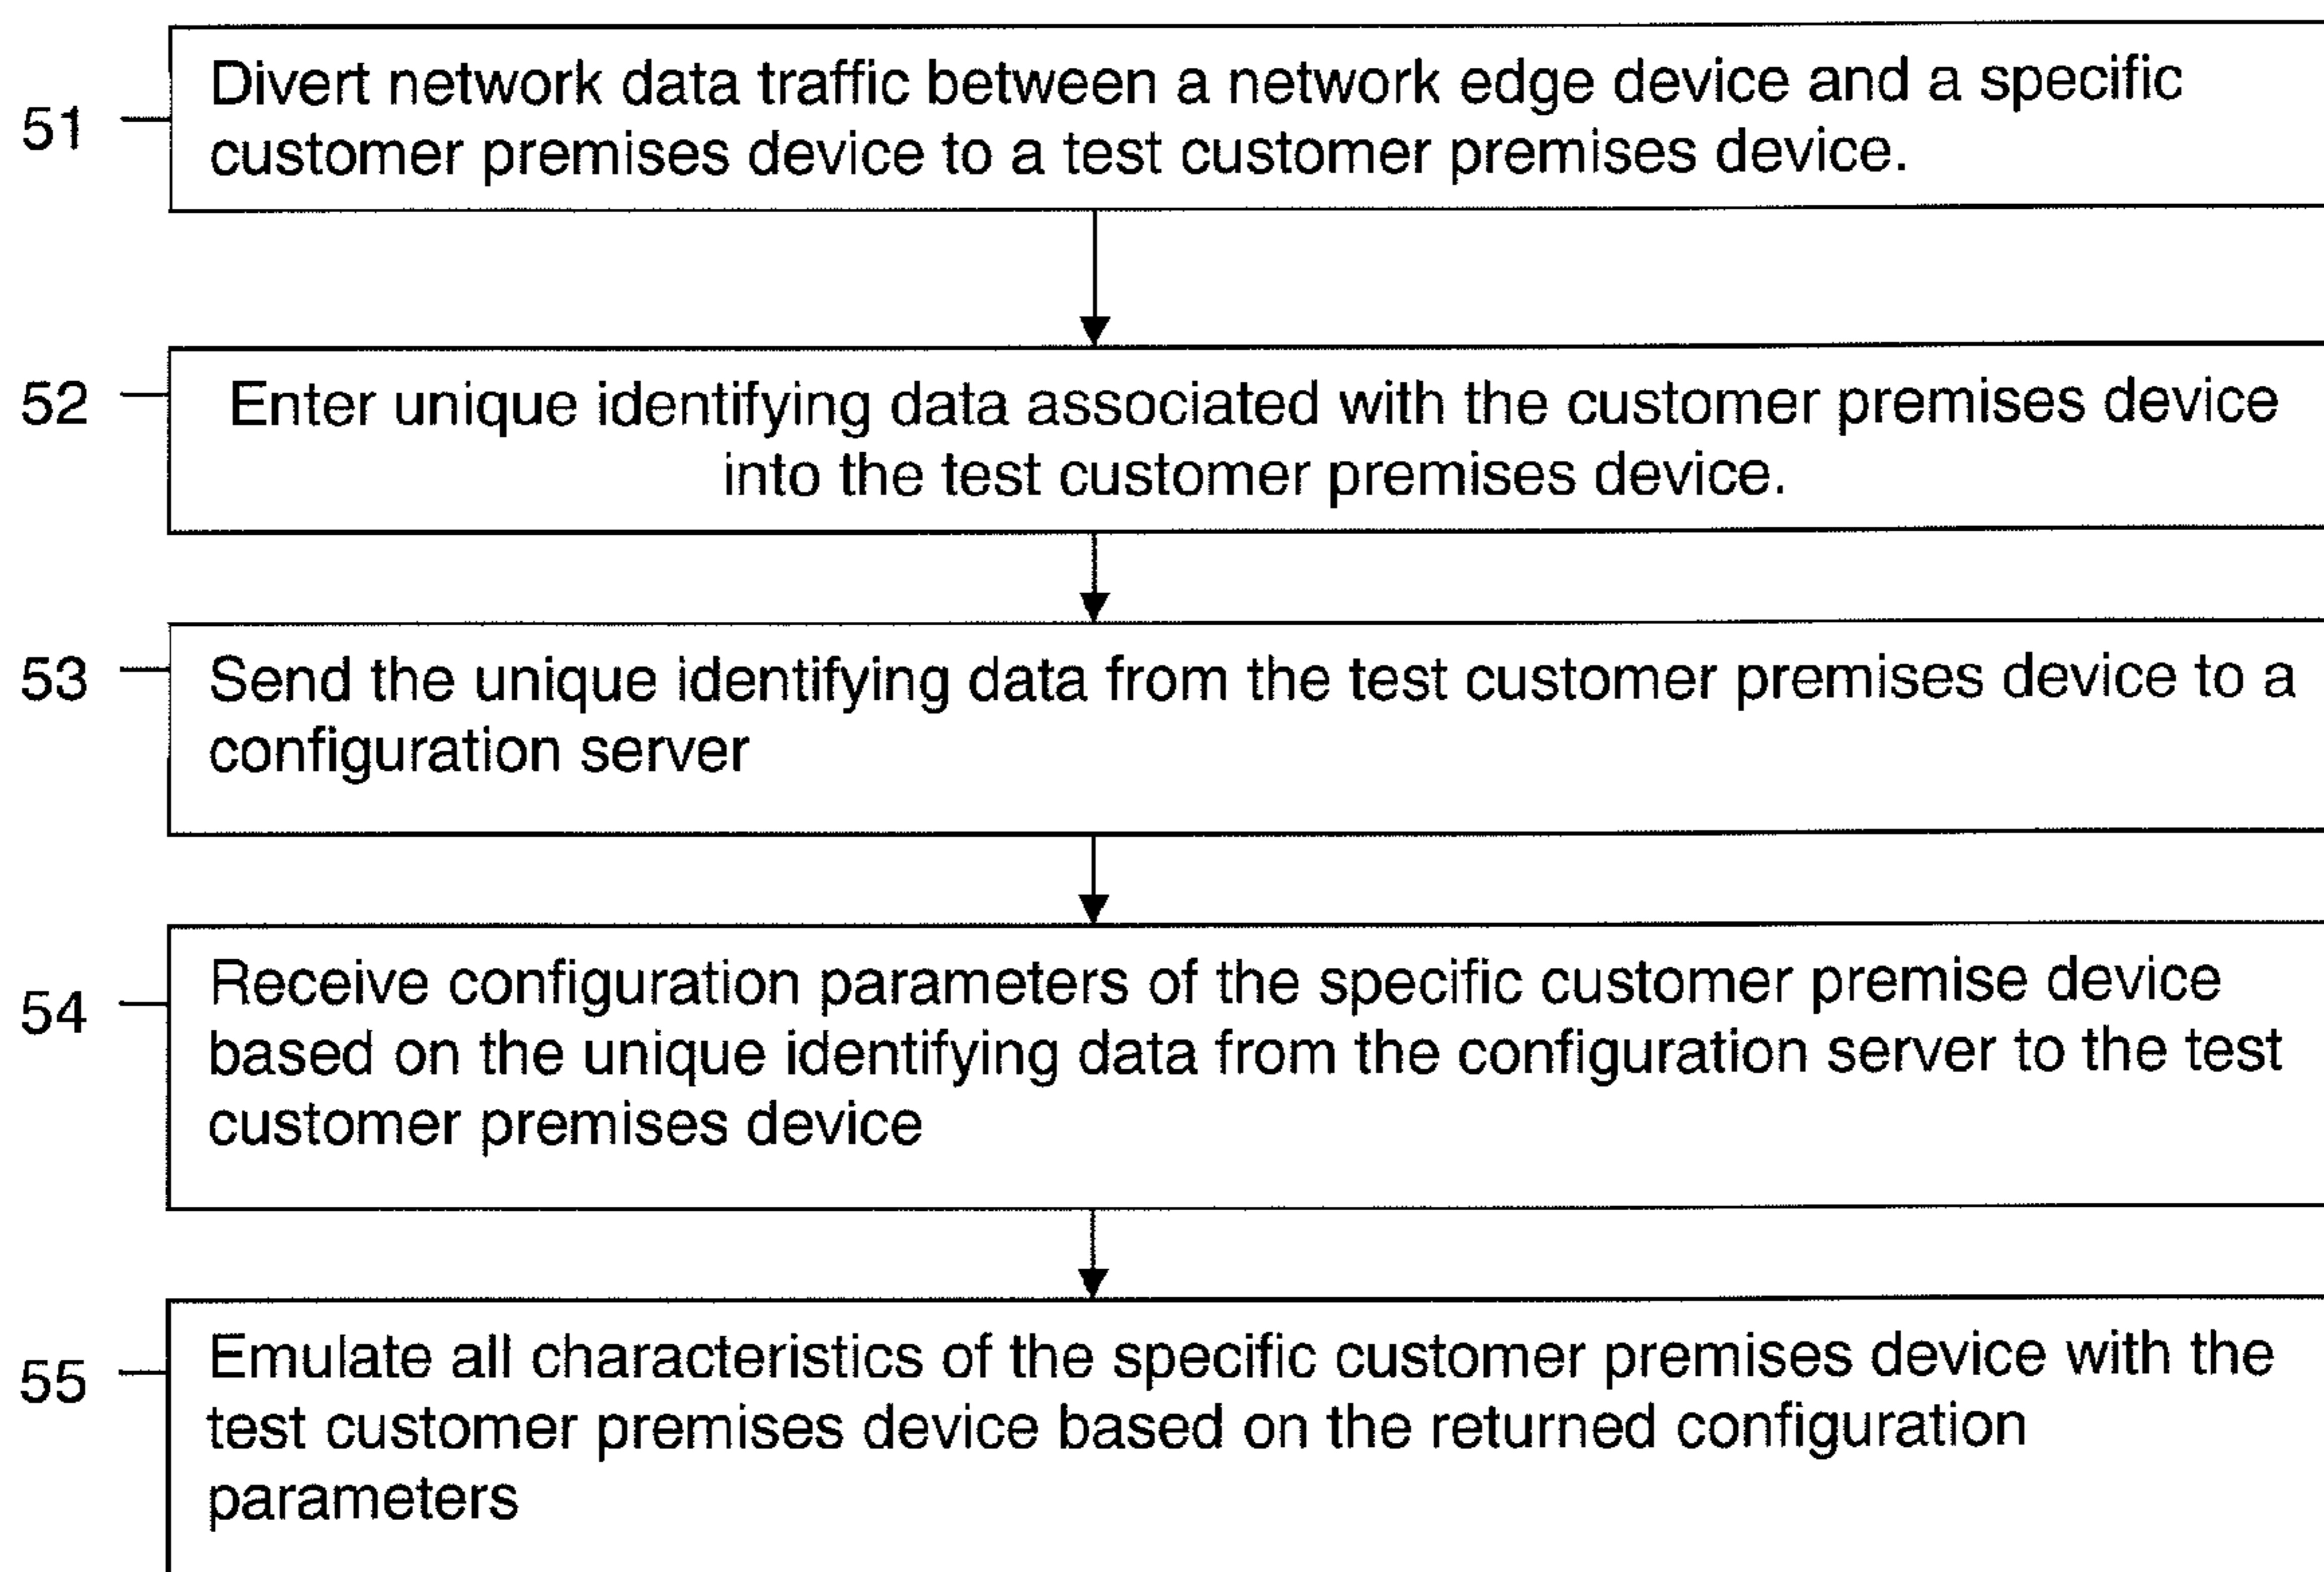 51
Divert network data traffic between a network edge device and a specific
customer premises device to a test customer premises device.
52
Enter unique identifying data associated with the customer premises device
into the test customer premises device.
53
Send the unique identifying data from the test customer premises device to a
configuration server
54
Receive configuration parameters of the specific customer premise device
based on the unique identifying data from the configuration server to the test
customer premises device
55
Emulate all characteristics of the specific customer premises device with the
test customer premises device based on the returned configuration
parameters